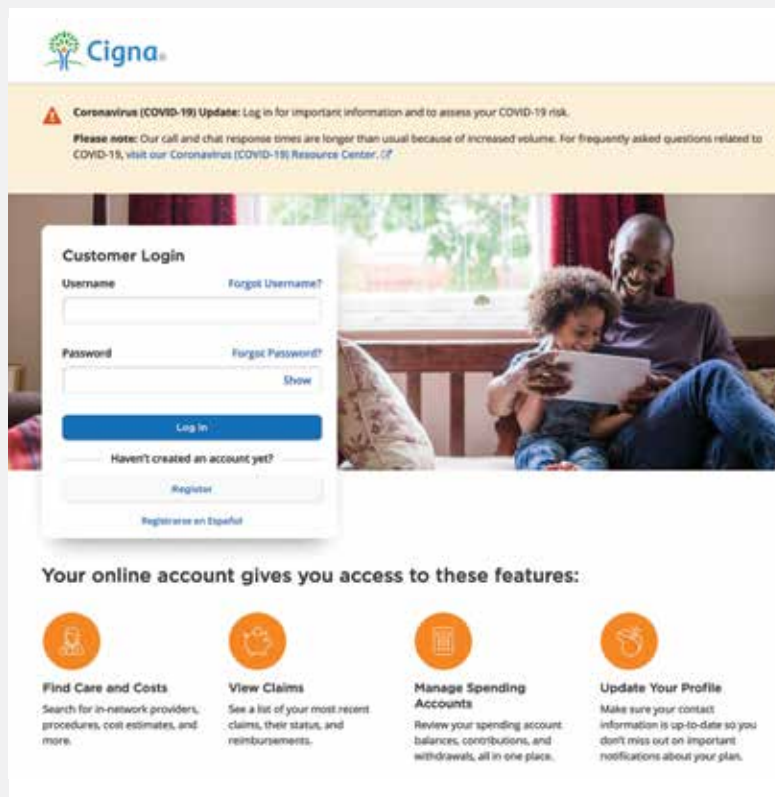 Cigna®
Coronavirus (COVID-19) Update: Log in for important information and to assess your COVID-19 risk.
Please note: Our call and chat response times are longer than usual because of increased volume. For frequently asked questions related to
COVID-19, visit our Coronavirus (COVID-19) Resource Center.
Customer Login
Username Forgot Username?
Password Forgot Password?
Show
Log In
Haven't created an account yet?
Register
Registrarse en Español
Your online account gives you access to these features:
Find Care and Costs
Search for in-network providers,
procedures, cost estimates, and
more.
View Claims
See a list of your most recent
claims, their status, and
reimbursements.
Manage Spending
Accounts
Review your spending account
balances, contributions, and
withdrawals, all in one place.
Update Your Profile
Make sure your contact
information is up-to-date so you
don't miss out on important
notifications about your plan.